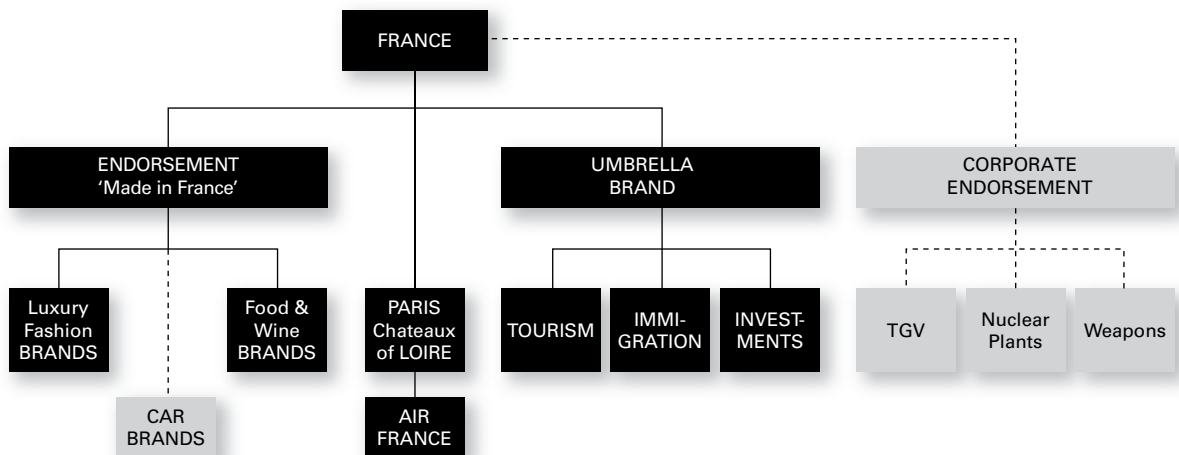 FRANCE
ENDORSEMENT
‘Made in France’
UMBRELLA
BRAND
CORPORATE
ENDORSEMENT
Luxury
Fashion
BRANDS
Food &
Wine
BRANDS
PARIS
Chateaux
of LOIRE
TOURISM
IMMI-
GRATION
INVEST-
MENTS
TGV
Nuclear
Plants
Weapons
CAR
BRANDS
AIR
FRANCE